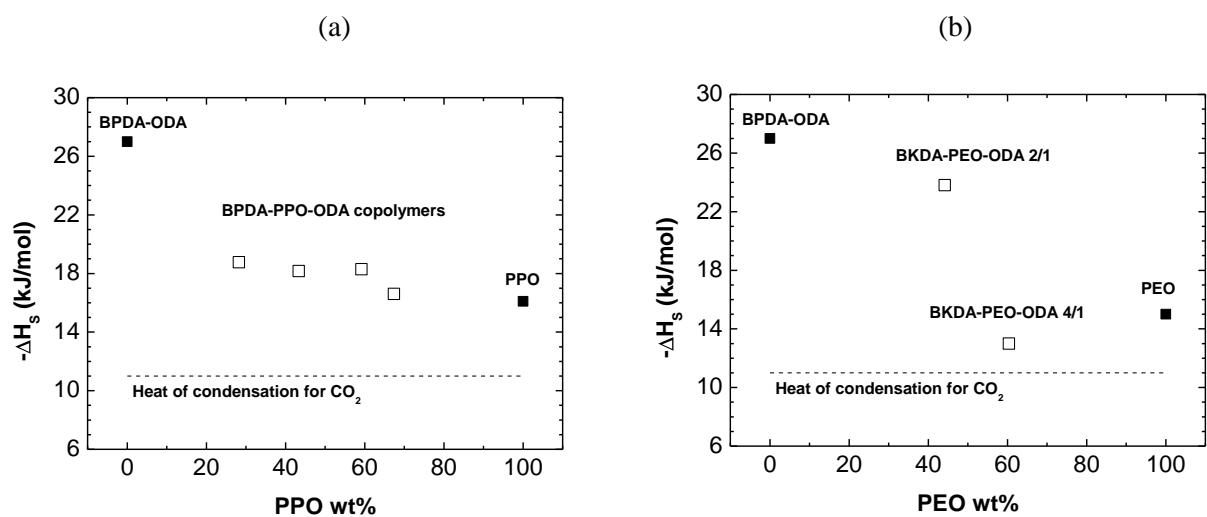 (a)
(b)
30
26
22
18
14
10
6
-ΔH_S (kJ/mol)
BPDA-ODA
BPDA-PPO-ODA copolymers
PPO
Heat of condensation for CO₂
0
20
40
60
80
100
PPO wt%
30
26
22
18
14
10
6
-ΔH_S (kJ/mol)
BPDA-ODA
BKDA-PEO-ODA 2/1
PEO
BKDA-PEO-ODA 4/1
Heat of condensation for CO₂
0
20
40
60
80
100
PEO wt%